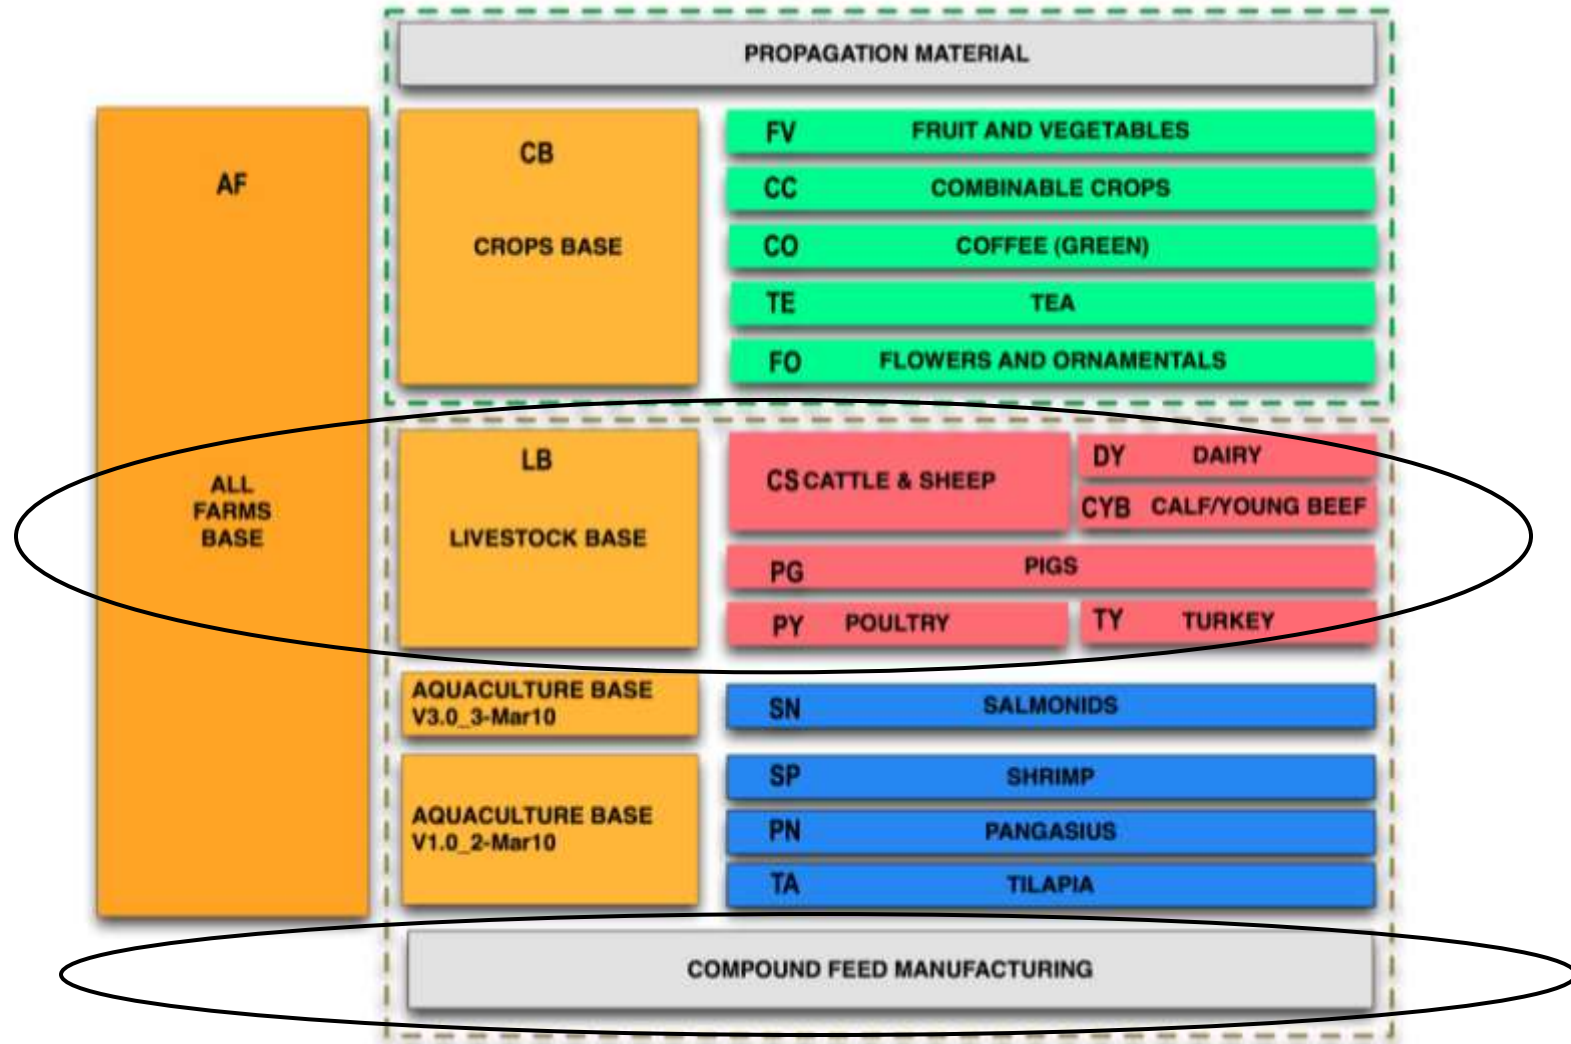 PROPAGATION MATERIAL
AF
ALL
FARMS
BASE
CB
CROPS BASE
FV FRUIT AND VEGETABLES
CC COMBINABLE CROPS
CO COFFEE (GREEN)
TE TEA
FO FLOWERS AND ORNAMENTALS
LB
LIVESTOCK BASE
CS CATTLE & SHEEP
DY DAIRY
CYB CALF/YOUNG BEEF
PG PIGS
PY POULTRY
TY TURKEY
AQUACULTURE BASE
V3.0_3-Mar10
SN SALMONIDS
AQUACULTURE BASE
V1.0_2-Mar10
SP SHRIMP
PN PANGASIUS
TA TILAPIA
COMPOUND FEED MANUFACTURING